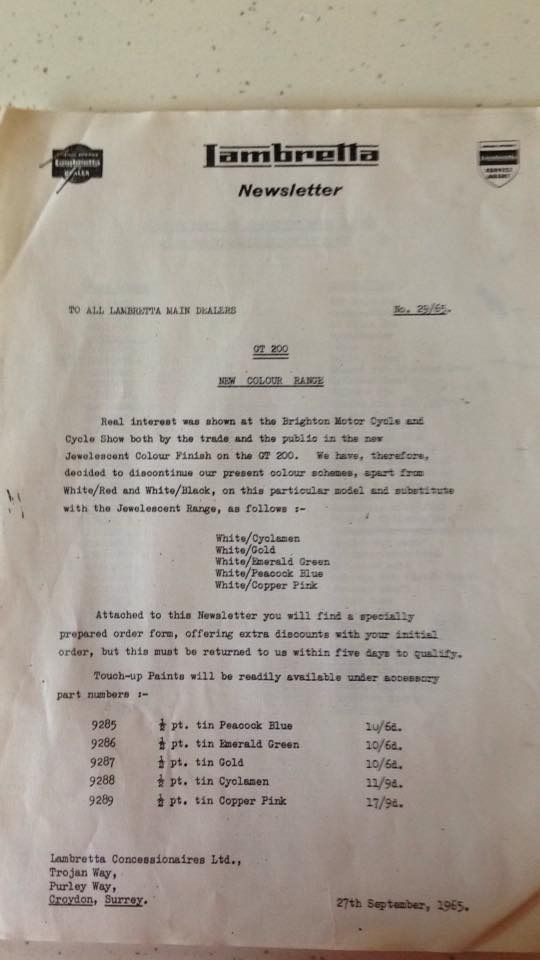 Lambretta
DEALER
Lambretta
Newsletter
TO ALL LAMBRETTA MAIN DEALERS
No. 29/65.
GT 200
NEW COLOUR RANGE
Real interest was shown at the Brighton Motor Cycle and
Cycle Show both by the trade and the public in the new
Jewelescent Colour Finish on the GT 200. We have, therefore,
decided to discontinue our present colour schemes, apart from
White/Red and White/Black, on this particular model and substitute
with the Jewelescent Range, as follows :-
White/Cyclamen
White/Gold
White/Emerald Green
White/Peacock Blue
White/Copper Pink
Attached to this Newsletter you will find a specially
prepared order form, offering extra discounts with your initial
order, but this must be returned to us within five days to qualify.
Touch-up Paints will be readily available under accessory
part numbers :-
9285 ½ pt. tin Peacock Blue 10/6d.
9286 ½ pt. tin Emerald Green 10/6d.
9287 ½ pt. tin Gold 10/6d.
9288 ½ pt. tin Cyclamen 11/9d.
9289 ½ pt. tin Copper Pink 17/9d.
Lambretta Concessionaires Ltd.,
Trojan Way,
Purley Way,
Croydon, Surrey.
27th September, 1965.